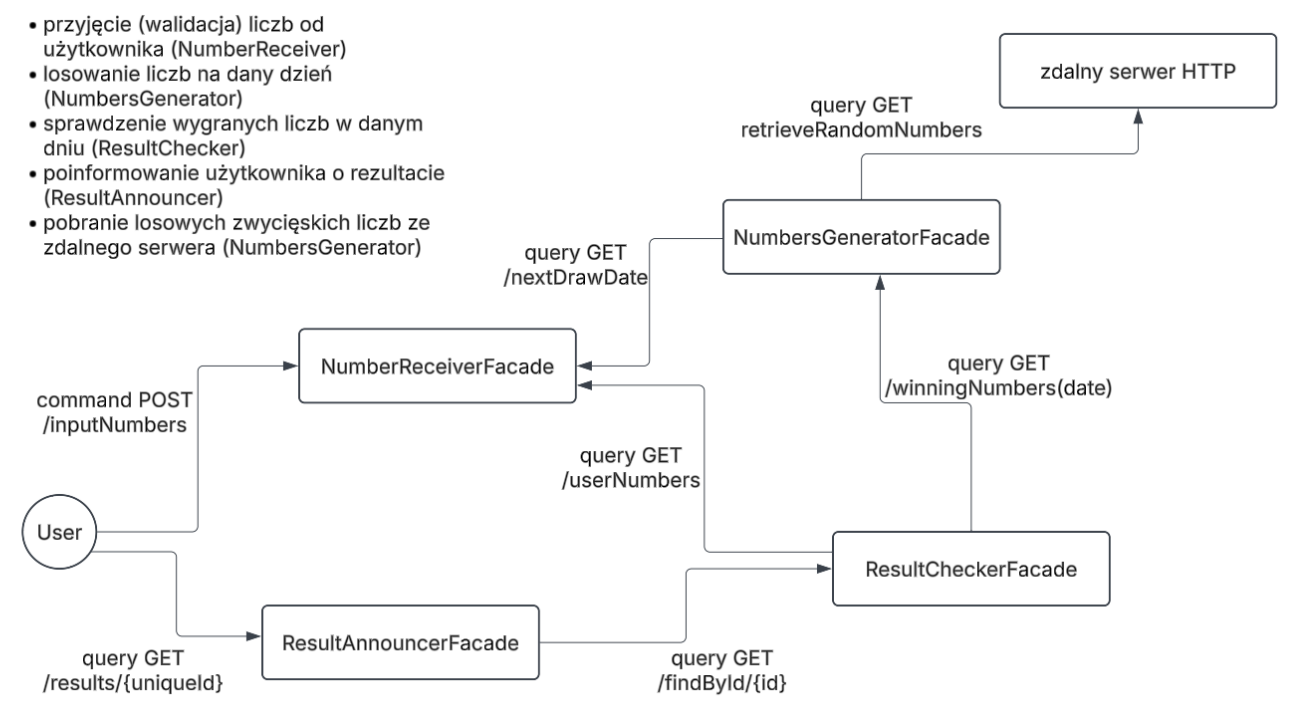 • przyjęcie (walidacja) liczb od
użytkownika (NumberReceiver)
• losowanie liczb na dany dzień
(NumbersGenerator)
• sprawdzenie wygranych liczb w danym
dniu (ResultChecker)
• poinformowanie użytkownika o rezultacie
(ResultAnnouncer)
• pobranie losowych zwycięskich liczb ze
zdalnego serwera (NumbersGenerator)
zdalny serwer HTTP
query GET
retrieveRandomNumbers
NumbersGeneratorFacade
query GET
/nextDrawDate
NumberReceiverFacade
query GET
/winningNumbers(date)
command POST
/inputNumbers
query GET
/userNumbers
User
ResultCheckerFacade
ResultAnnouncerFacade
query GET
/results/{uniqueId}
query GET
/findById/{id}